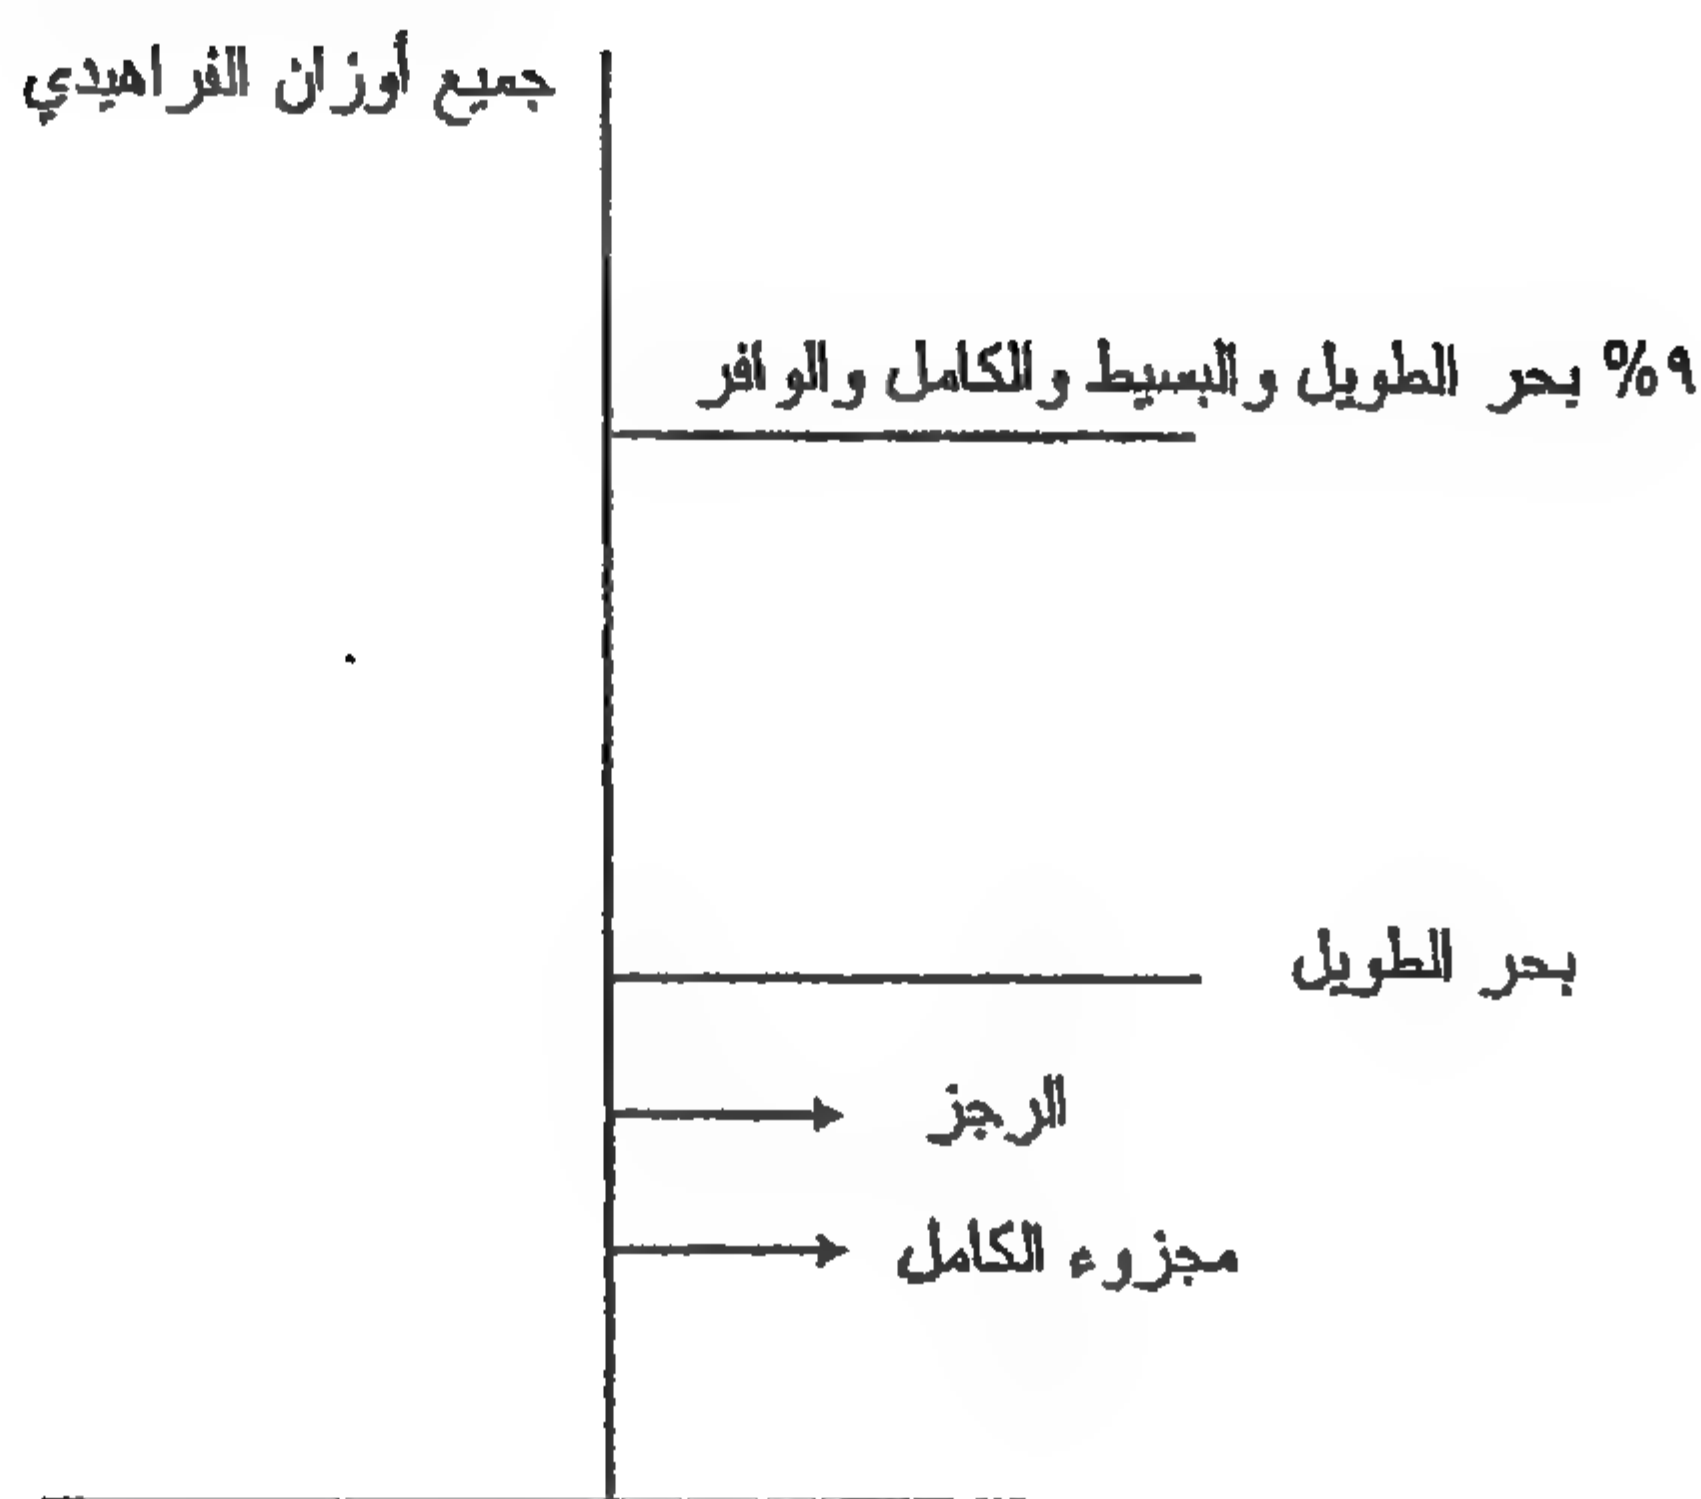 جميع أوزان الفراهيدي
٩% بحر الطويل والبسيط والكامل والوافر
بحر الطويل
الرجز
مجزوء الكامل